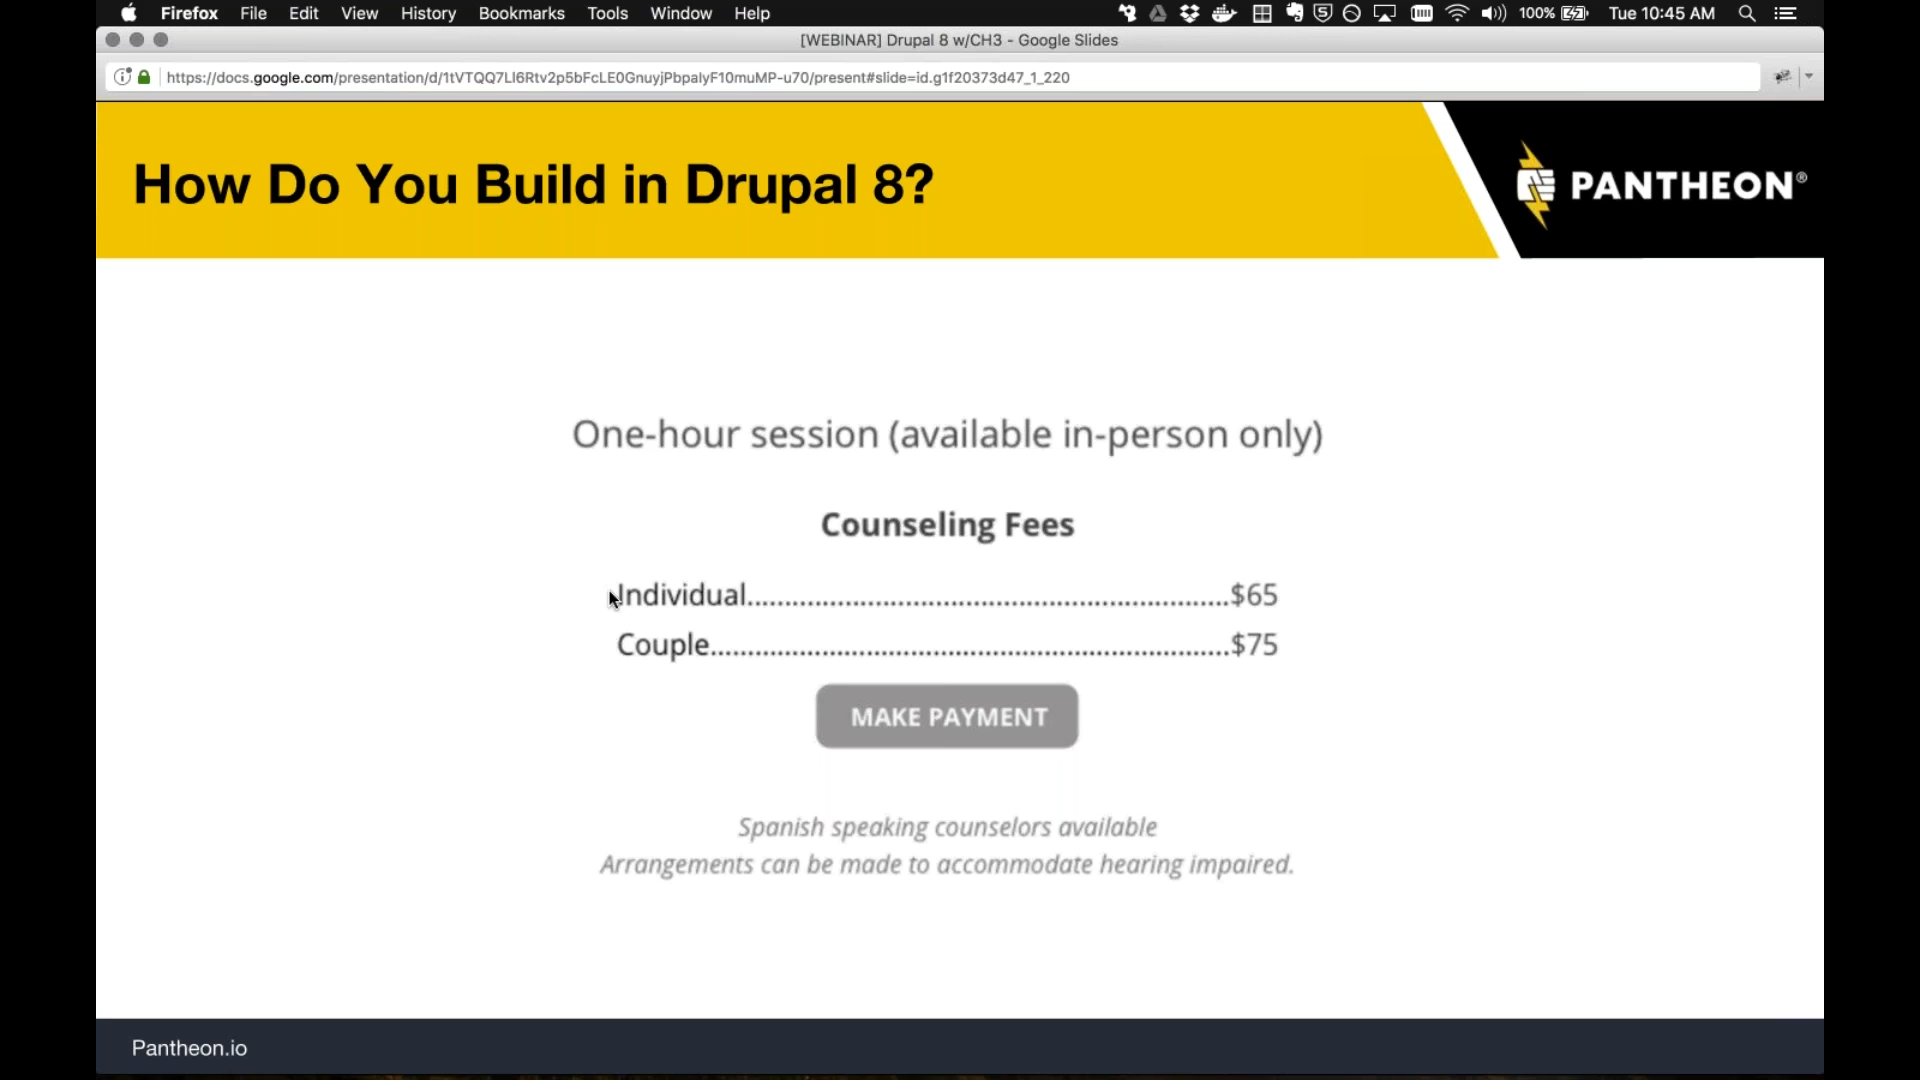 Firefox File Edit View History Bookmarks Tools Window Help 100% Tue 10:45 AM
[WEBINAR] Drupal 8 w/CH3 - Google Slides
https://docs.google.com/presentation/d/1tVTQQ7Ll6Rtv2p5bFcLE0GnuyjPbpalyF10muMP-u70/present#slide=id.g1f20373d47_1_220
How Do You Build in Drupal 8?
PANTHEON®
One-hour session (available in-person only)
Counseling Fees
Individual................................................................$65
Couple.....................................................................$75
MAKE PAYMENT
Spanish speaking counselors available
Arrangements can be made to accommodate hearing impaired.
Pantheon.io